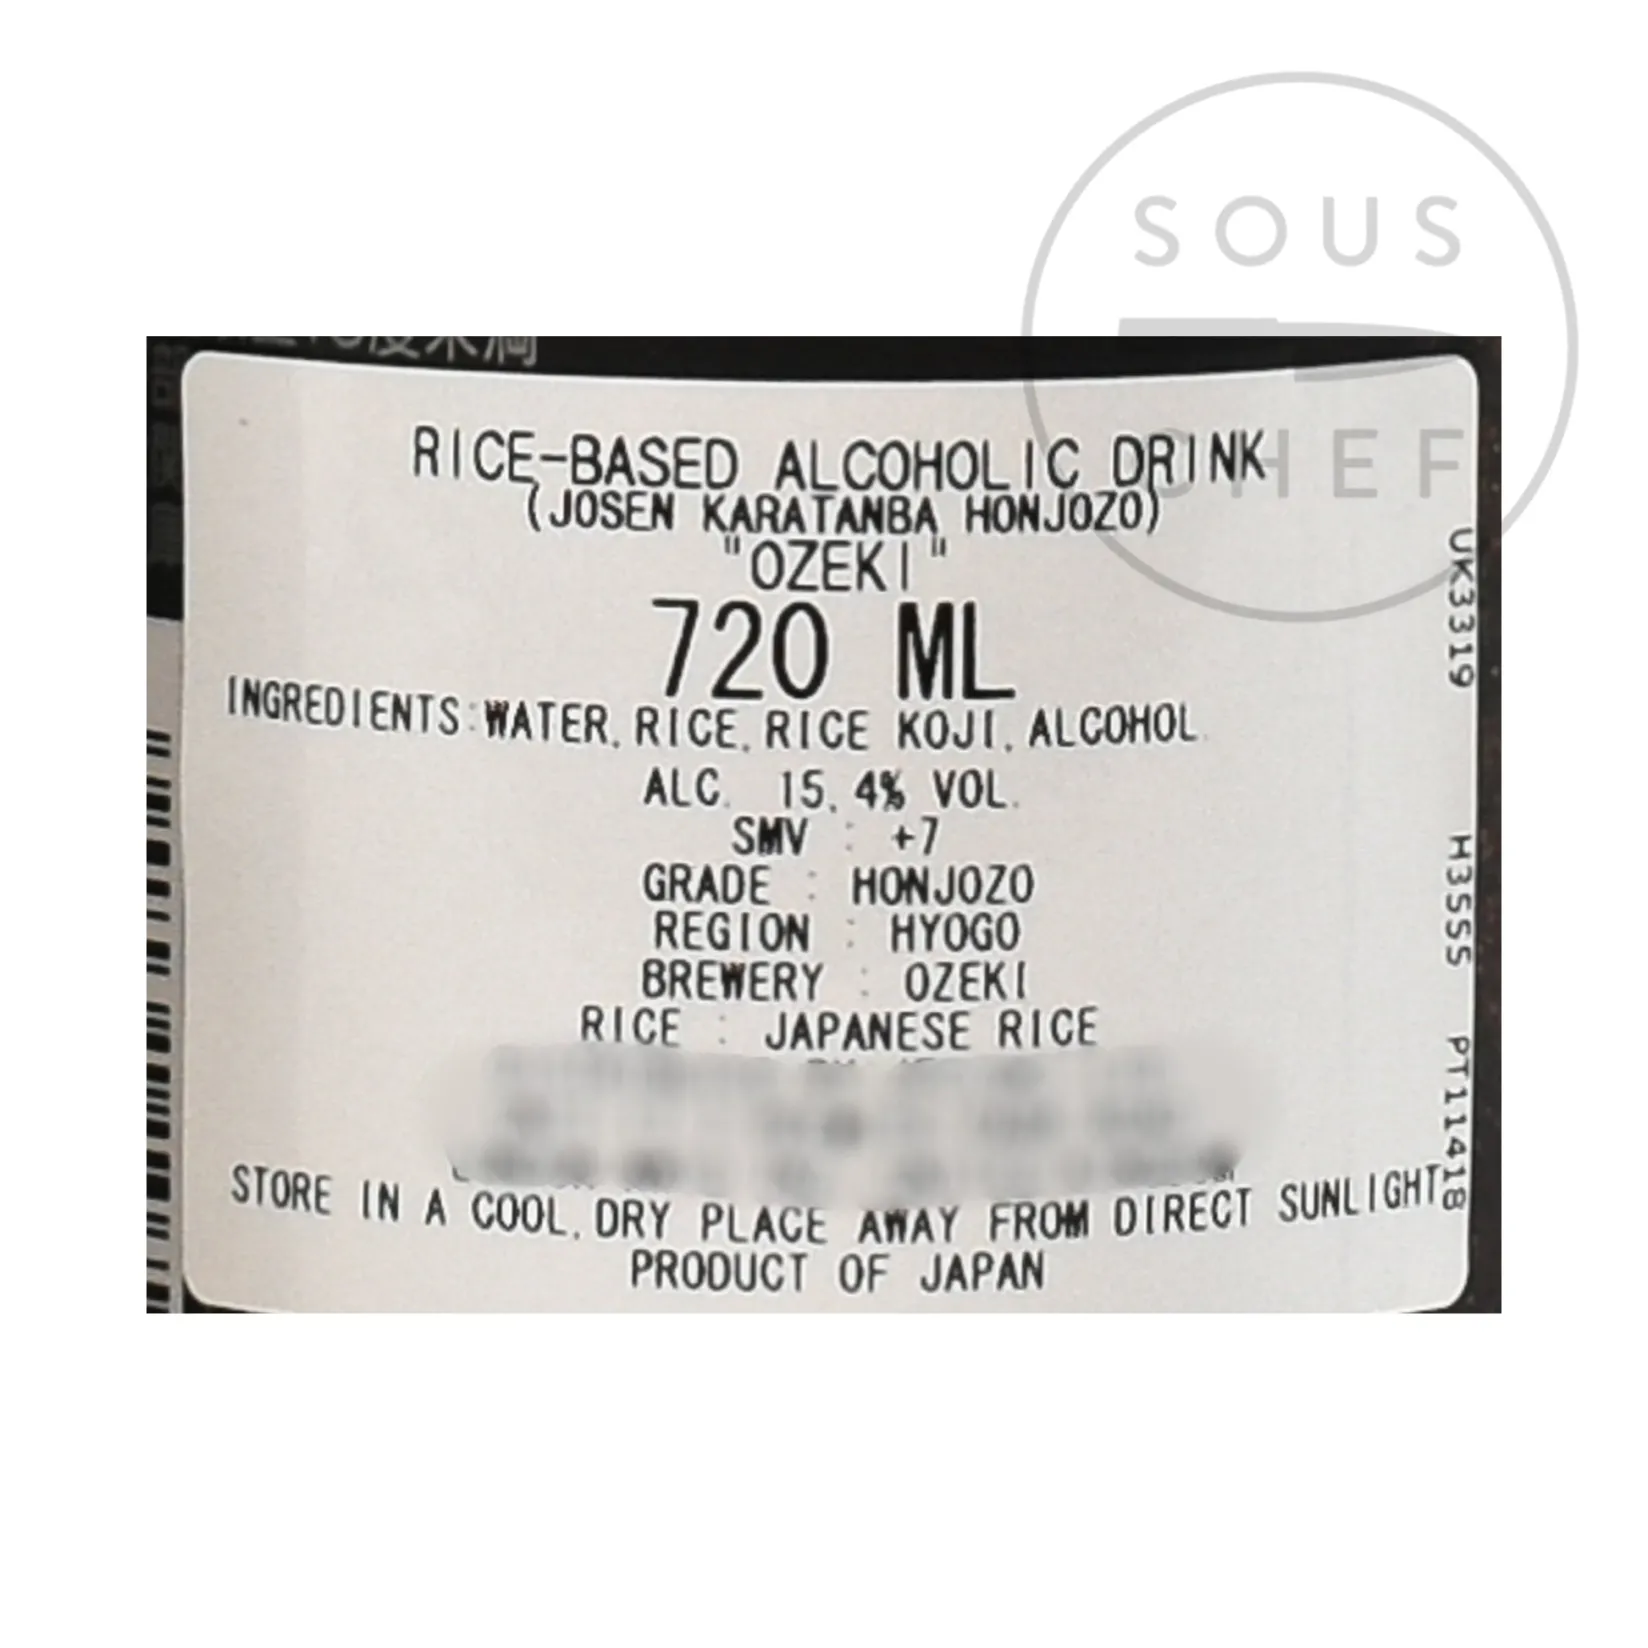 SOUS
CHEF
RICE-BASED ALCOHOLIC DRINK
(JOSEN KARATANBA HONJOZO)
"OZEKI"
720 ML
INGREDIENTS:WATER, RICE, RICE KOJI, ALCOHOL.
ALC. 15.4% VOL.
SMV : +7
GRADE : HONJOZO
REGION : HYOGO
BREWERY : OZEKI
RICE : JAPANESE RICE
STORE IN A COOL, DRY PLACE AWAY FROM DIRECT SUNLIGHT
PRODUCT OF JAPAN
UK3319 H3555 PT11418